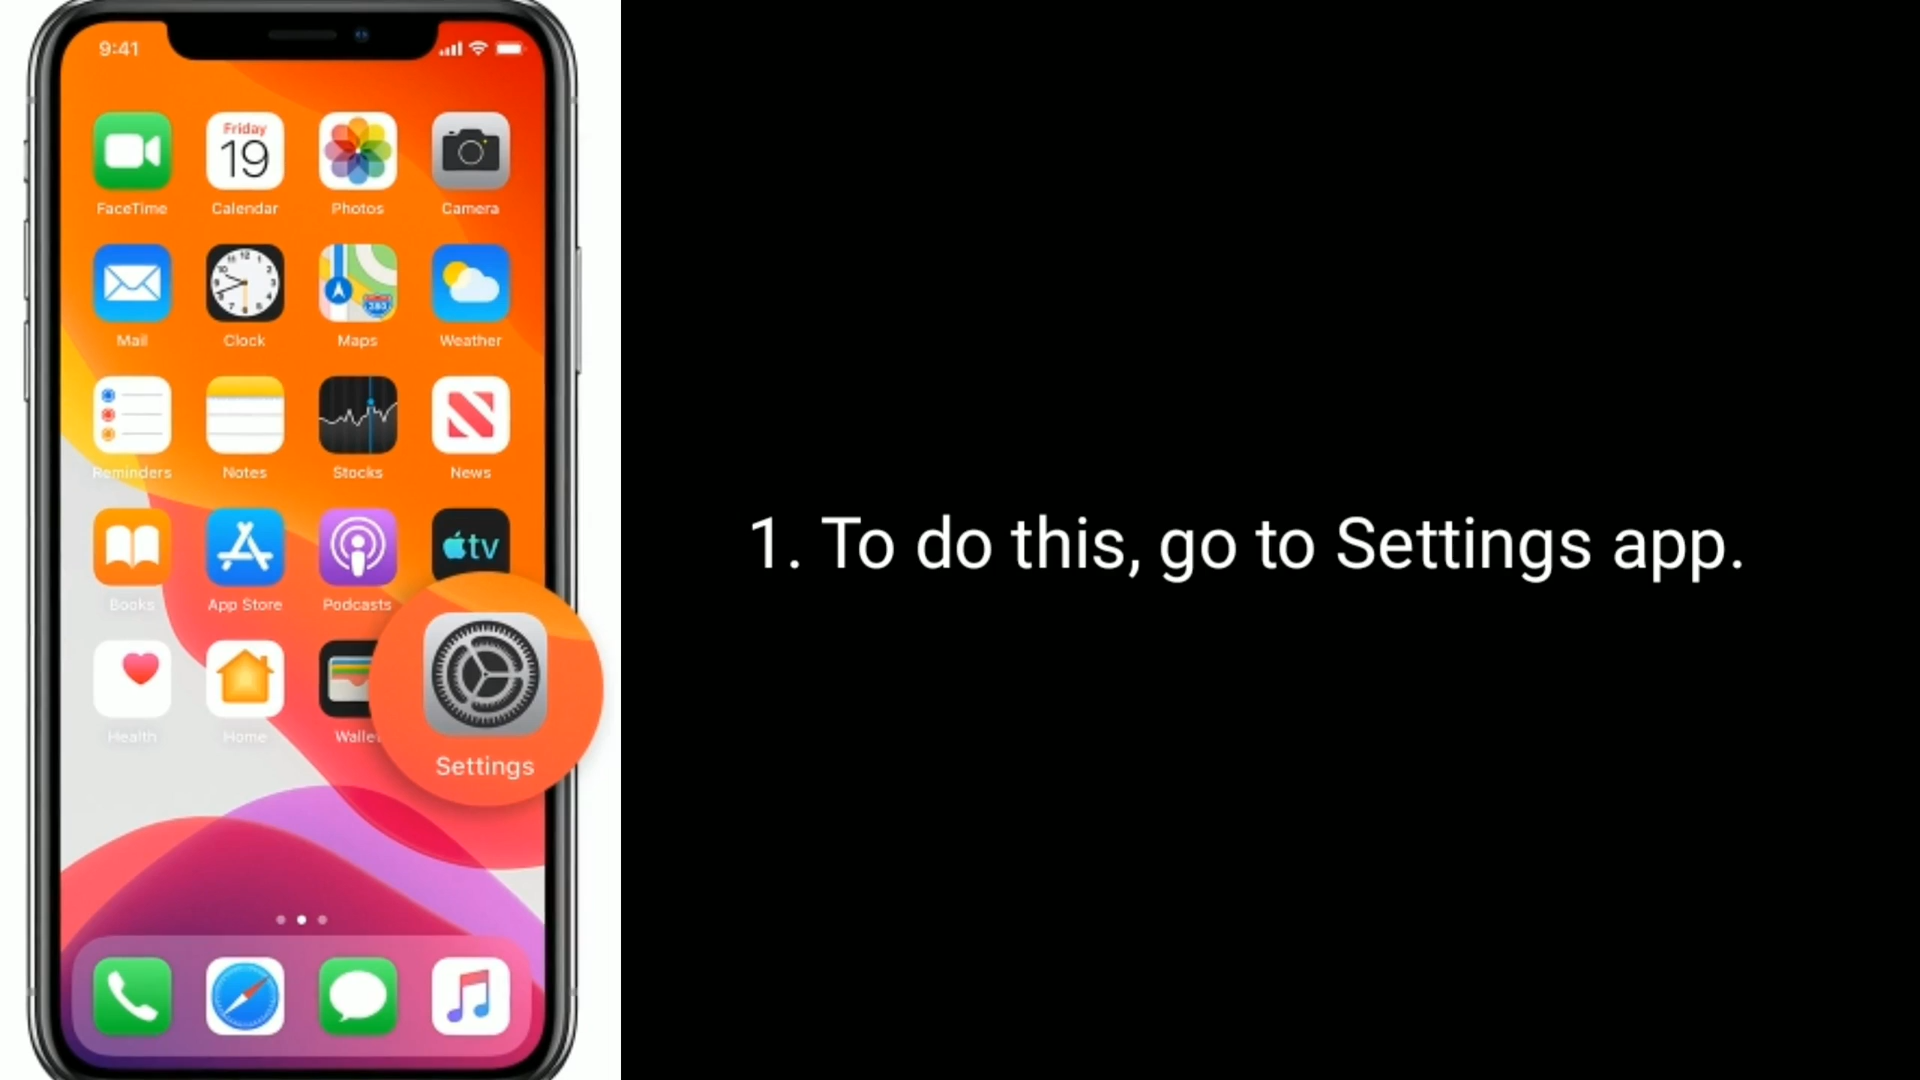 9:41
Friday
19
FaceTime Calendar Photos Camera
Mail Clock Maps Weather
Reminders Notes Stocks News
tv
Books App Store Podcasts
Health Home Walle
Settings
1. To do this, go to Settings app.